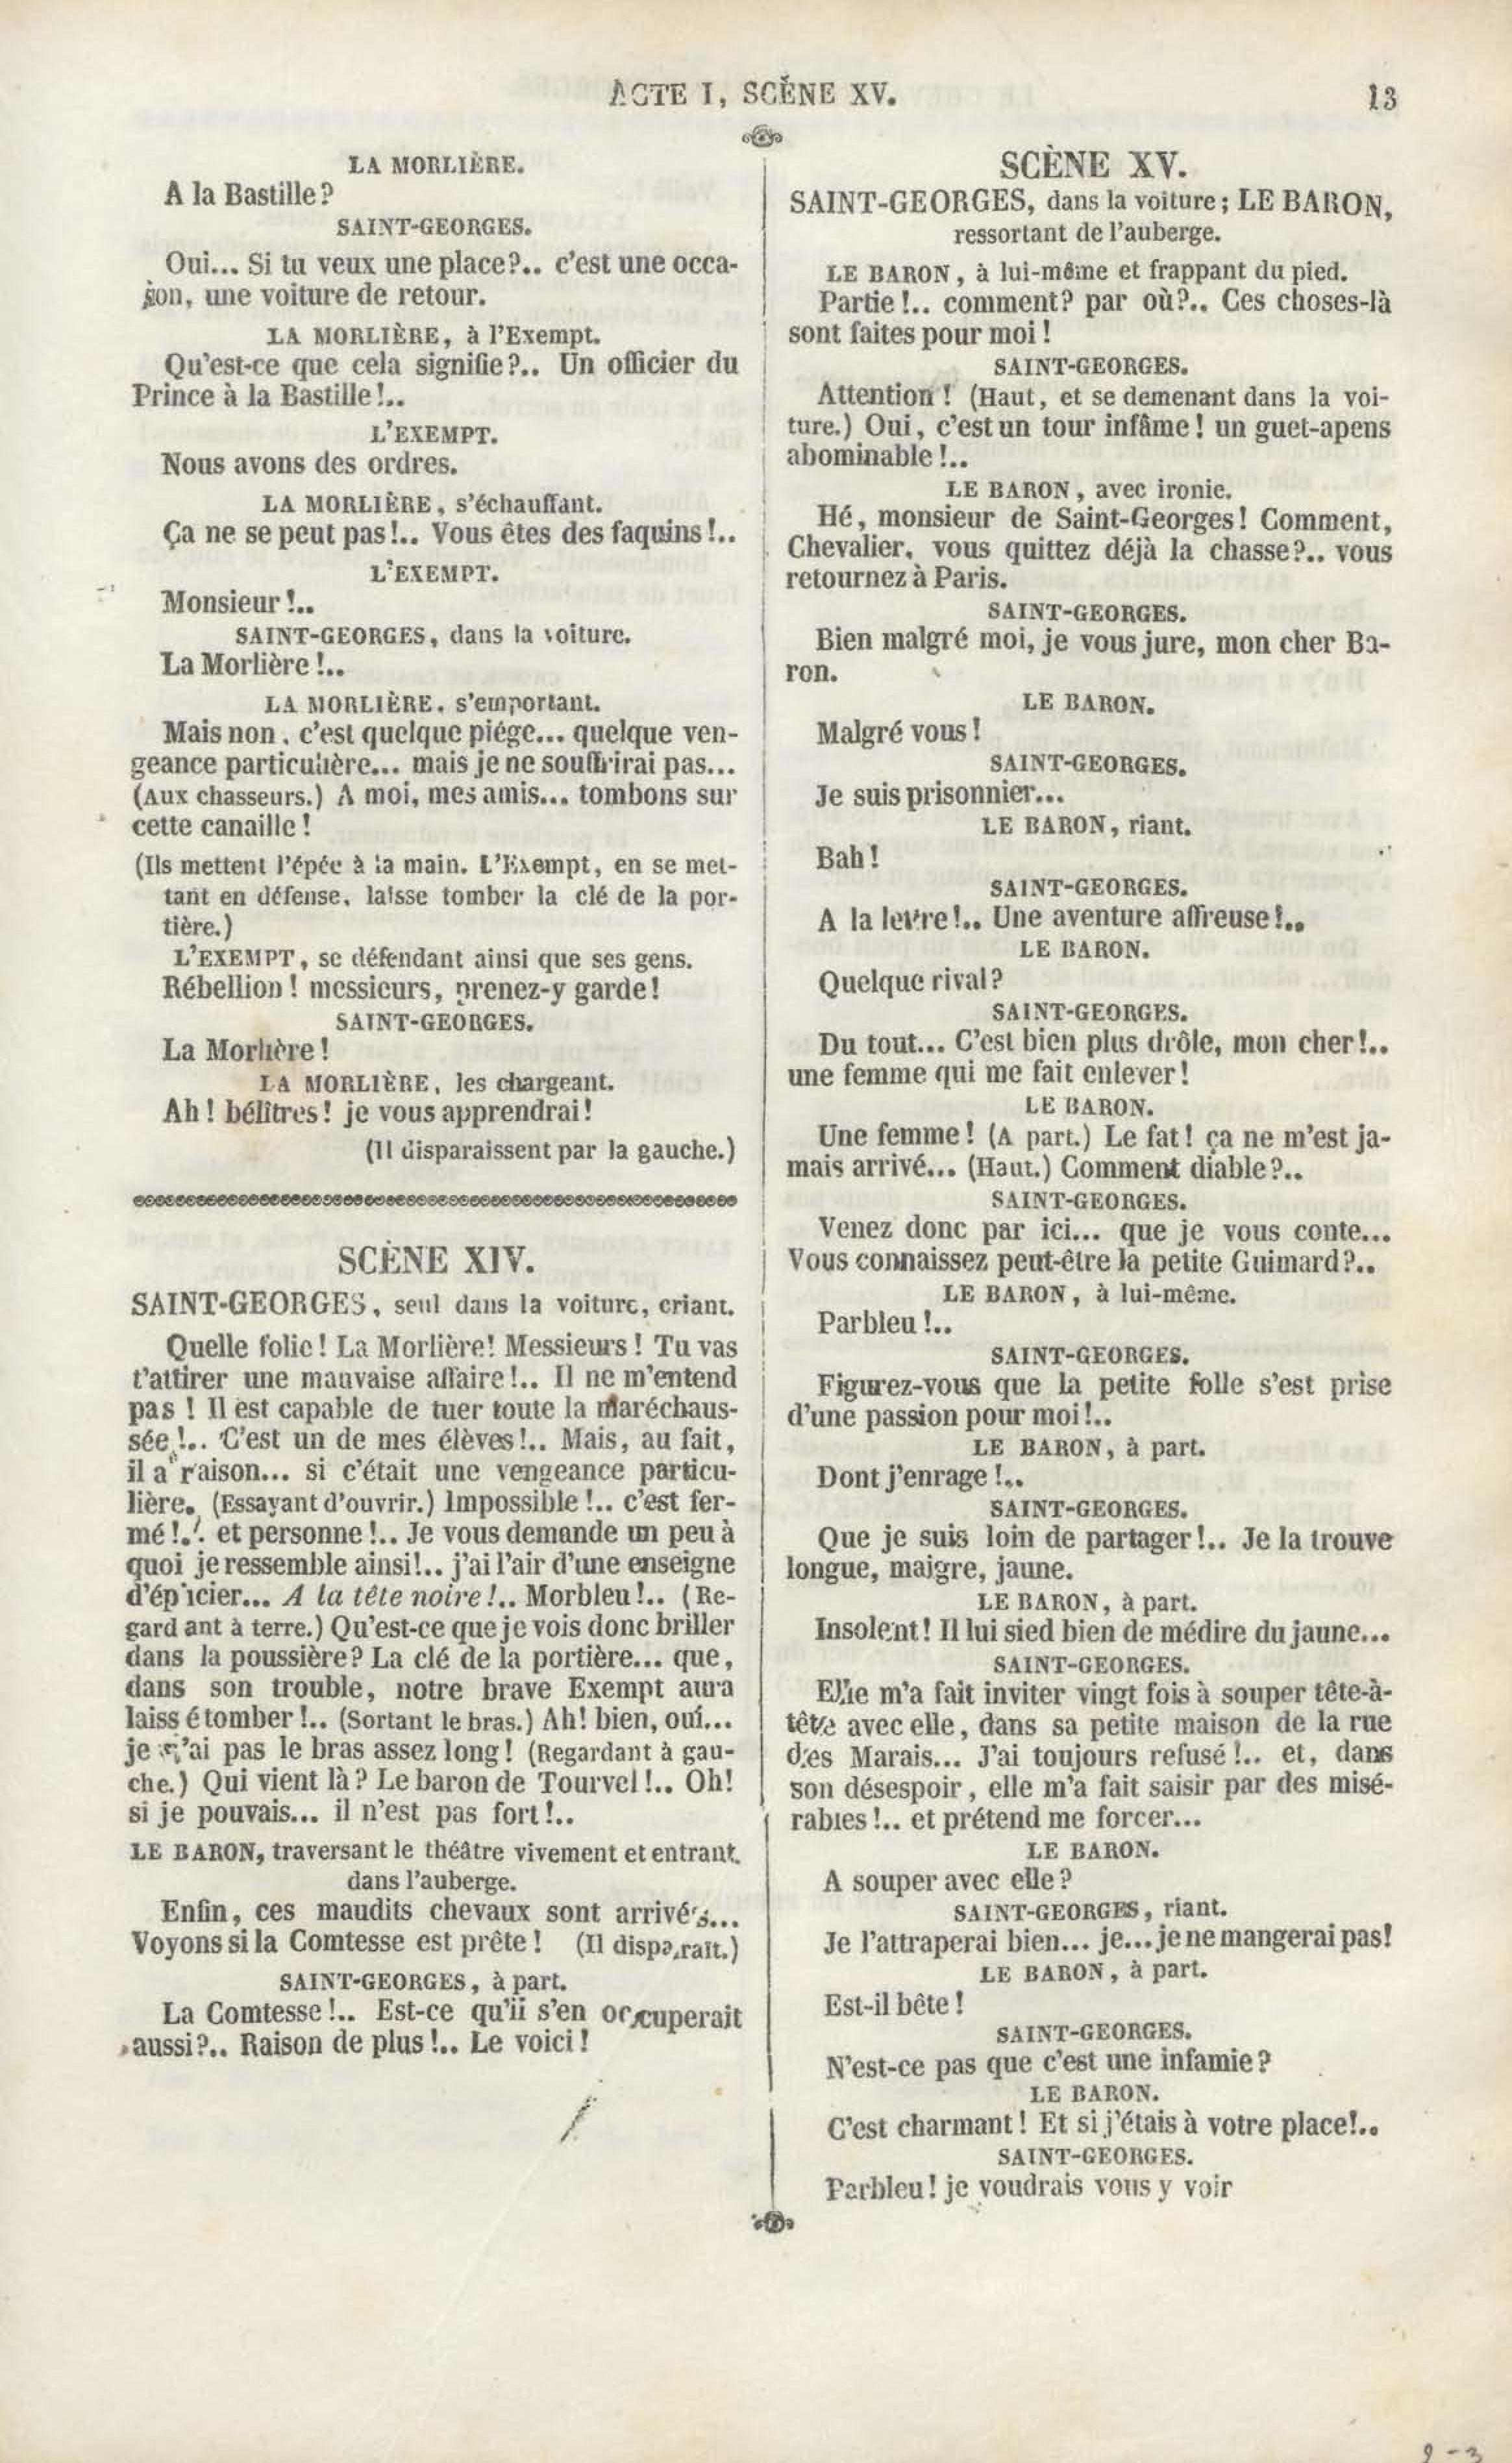 ACTE I, SCÈNE XV.
13
LA MORLIÈRE.
A la Bastille?
SAINT-GEORGES.
Oui... Si tu veux une place?.. c'est une occa-
sion, une voiture de retour.
LA MORLIÈRE, à l'Exempt.
Qu'est-ce que cela signifie?.. Un officier du
Prince à la Bastille!..
L'EXEMPT.
Nous avons des ordres.
LA MORLIÈRE, s'échauffant.
Ça ne se peut pas!.. Vous êtes des faquins!..
L'EXEMPT.
Monsieur!..
SAINT-GEORGES, dans la voiture.
La Morlière!..
LA MORLIÈRE, s'emportant.
Mais non, c'est quelque piége... quelque ven-
geance particulière... mais je ne souffrirai pas...
(Aux chasseurs.) A moi, mes amis... tombons sur
cette canaille!
(Ils mettent l'épée à la main. L'Exempt, en se met-
tant en défense, laisse tomber la clé de la por-
tière.)
L'EXEMPT, se défendant ainsi que ses gens.
Rébellion! messieurs, prenez-y garde!
SAINT-GEORGES.
La Morlière!
LA MORLIÈRE, les chargeant.
Ah! bélîtres! je vous apprendrai!
(Il disparaissent par la gauche.)
SCÈNE XIV.
SAINT-GEORGES, seul dans la voiture, criant.
Quelle folie! La Morlière! Messieurs! Tu vas
t'attirer une mauvaise affaire!.. Il ne m'entend
pas! Il est capable de tuer toute la maréchaus-
sée!.. C'est un de mes élèves!.. Mais, au fait,
il a raison... si c'était une vengeance particu-
lière. (Essayant d'ouvrir.) Impossible!.. c'est fer-
mé!.. et personne!.. Je vous demande un peu à
quoi je ressemble ainsi!.. j'ai l'air d'une enseigne
d'épicier... A la tête noire!.. Morbleu!.. (Re-
gardant à terre.) Qu'est-ce que je vois donc briller
dans la poussière? La clé de la portière... que,
dans son trouble, notre brave Exempt aura
laissé tomber!.. (Sortant le bras.) Ah! bien, oui...
je n'ai pas le bras assez long! (Regardant à gau-
che.) Qui vient là? Le baron de Tourvel!.. Oh!
si je pouvais... il n'est pas fort!..
LE BARON, traversant le théâtre vivement et entrant
dans l'auberge.
Enfin, ces maudits chevaux sont arrivés...
Voyons si la Comtesse est prête! (Il disparaît.)
SAINT-GEORGES, à part.
La Comtesse!.. Est-ce qu'il s'en occuperait
aussi?.. Raison de plus!.. Le voici!
SCÈNE XV.
SAINT-GEORGES, dans la voiture; LE BARON,
ressortant de l'auberge.
LE BARON, à lui-même et frappant du pied.
Partie!.. comment? par où?.. Ces choses-là
sont faites pour moi!
SAINT-GEORGES.
Attention! (Haut, et se demenant dans la voi-
ture.) Oui, c'est un tour infâme! un guet-apens
abominable!..
LE BARON, avec ironie.
Hé, monsieur de Saint-Georges! Comment,
Chevalier, vous quittez déjà la chasse?.. vous
retournez à Paris.
SAINT-GEORGES.
Bien malgré moi, je vous jure, mon cher Ba-
ron.
LE BARON.
Malgré vous!
SAINT-GEORGES.
Je suis prisonnier...
LE BARON, riant.
Bah!
SAINT-GEORGES.
A la lettre!.. Une aventure affreuse!..
LE BARON.
Quelque rival?
SAINT-GEORGES.
Du tout... C'est bien plus drôle, mon cher!..
une femme qui me fait enlever!
LE BARON.
Une femme! (A part.) Le fat! ça ne m'est ja-
mais arrivé... (Haut.) Comment diable?..
SAINT-GEORGES.
Venez donc par ici... que je vous conte...
Vous connaissez peut-être la petite Guimard?..
LE BARON, à lui-même.
Parbleu!..
SAINT-GEORGES.
Figurez-vous que la petite folle s'est prise
d'une passion pour moi!..
LE BARON, à part.
Dont j'enrage!..
SAINT-GEORGES.
Que je suis loin de partager!.. Je la trouve
longue, maigre, jaune.
LE BARON, à part.
Insolent! Il lui sied bien de médire du jaune...
SAINT-GEORGES.
Elle m'a fait inviter vingt fois à souper tête-à-
tête avec elle, dans sa petite maison de la rue
des Marais... J'ai toujours refusé!.. et, dans
son désespoir, elle m'a fait saisir par des misé-
rables!.. et prétend me forcer...
LE BARON.
A souper avec elle?
SAINT-GEORGES, riant.
Je l'attraperai bien... je...je ne mangerai pas!
LE BARON, à part.
Est-il bête!
SAINT-GEORGES.
N'est-ce pas que c'est une infamie?
LE BARON.
C'est charmant! Et si j'étais à votre place!..
SAINT-GEORGES.
Parbleu! je voudrais vous y voir